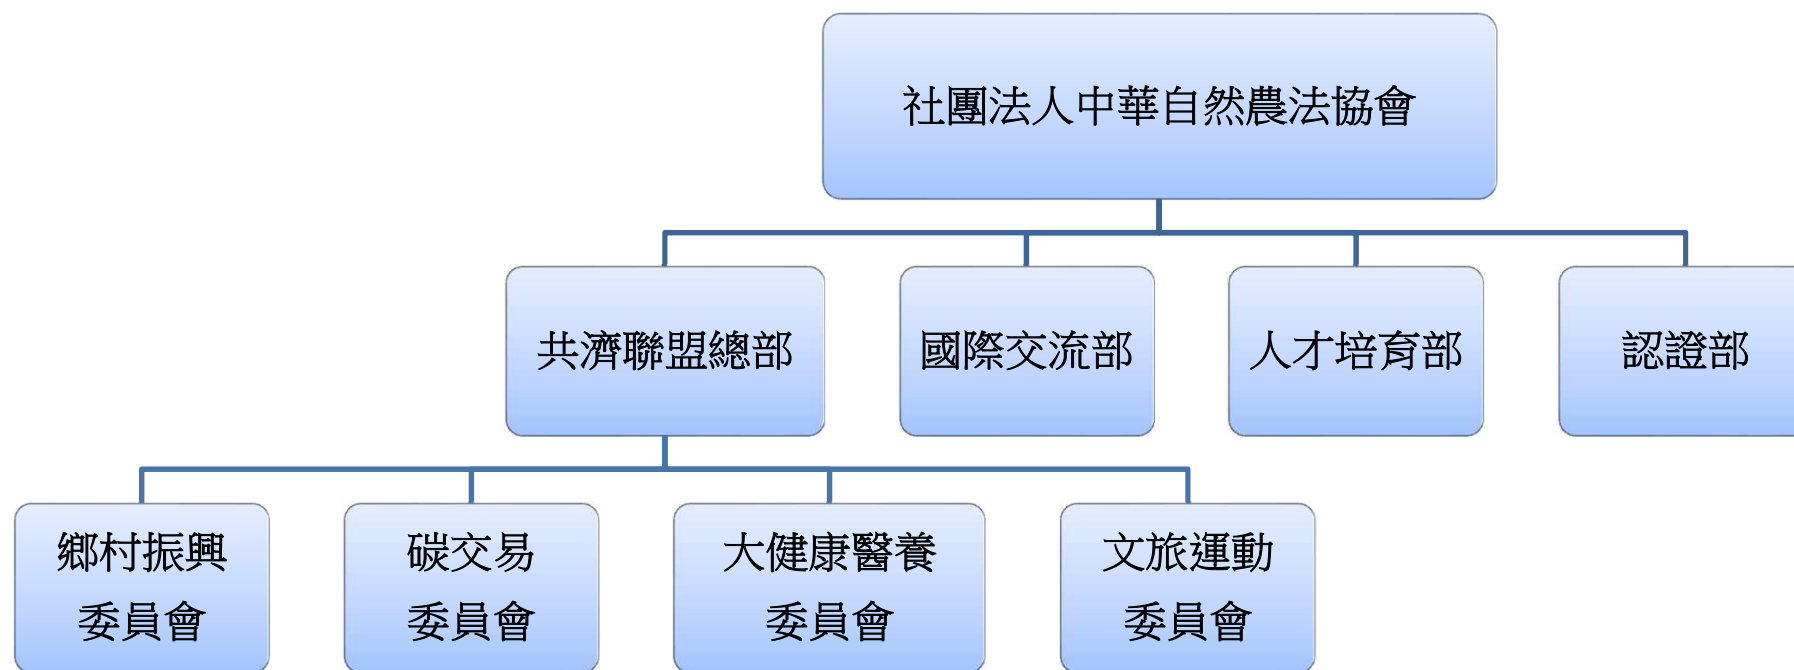 社團法人中華自然農法協會
共濟聯盟總部
國際交流部
人才培育部
認證部
鄉村振興
委員會
碳交易
委員會
大健康醫養
委員會
文旅運動
委員會